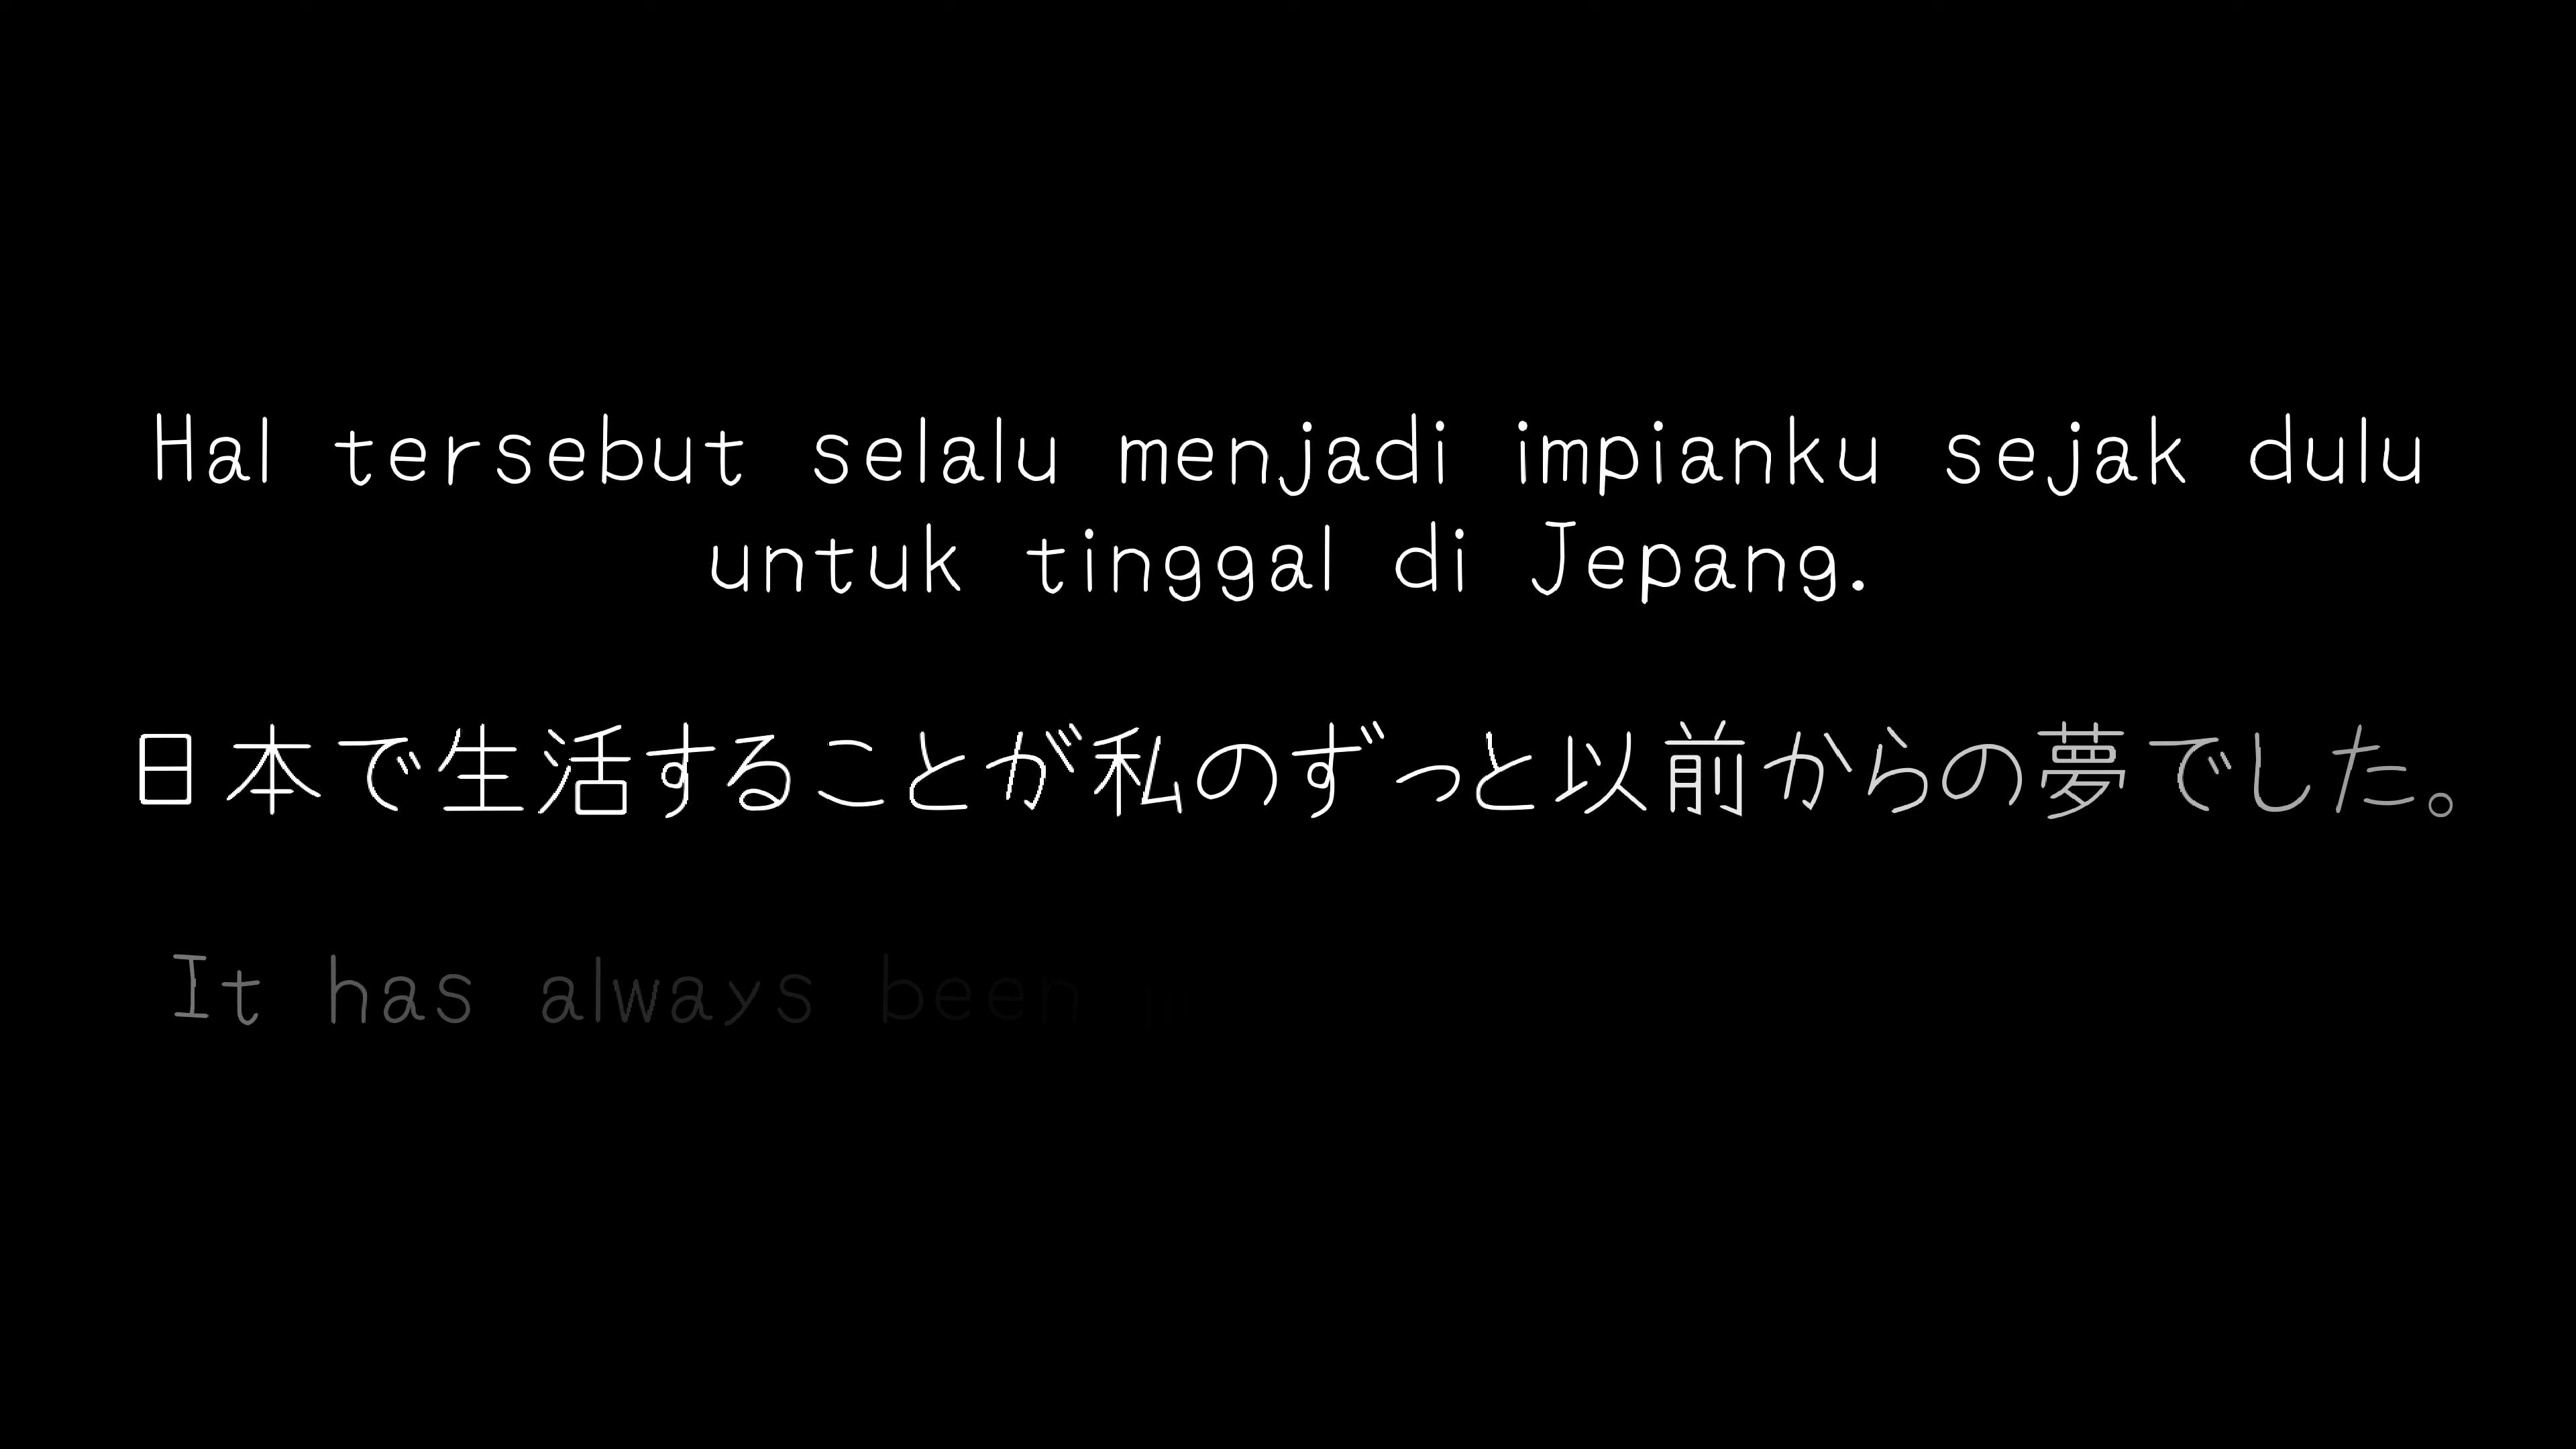 Hal tersebut selalu menjadi impianku sejak dulu
untuk tinggal di Jepang.
日本で生活することが私のずっと以前からの夢でした。
It has always been